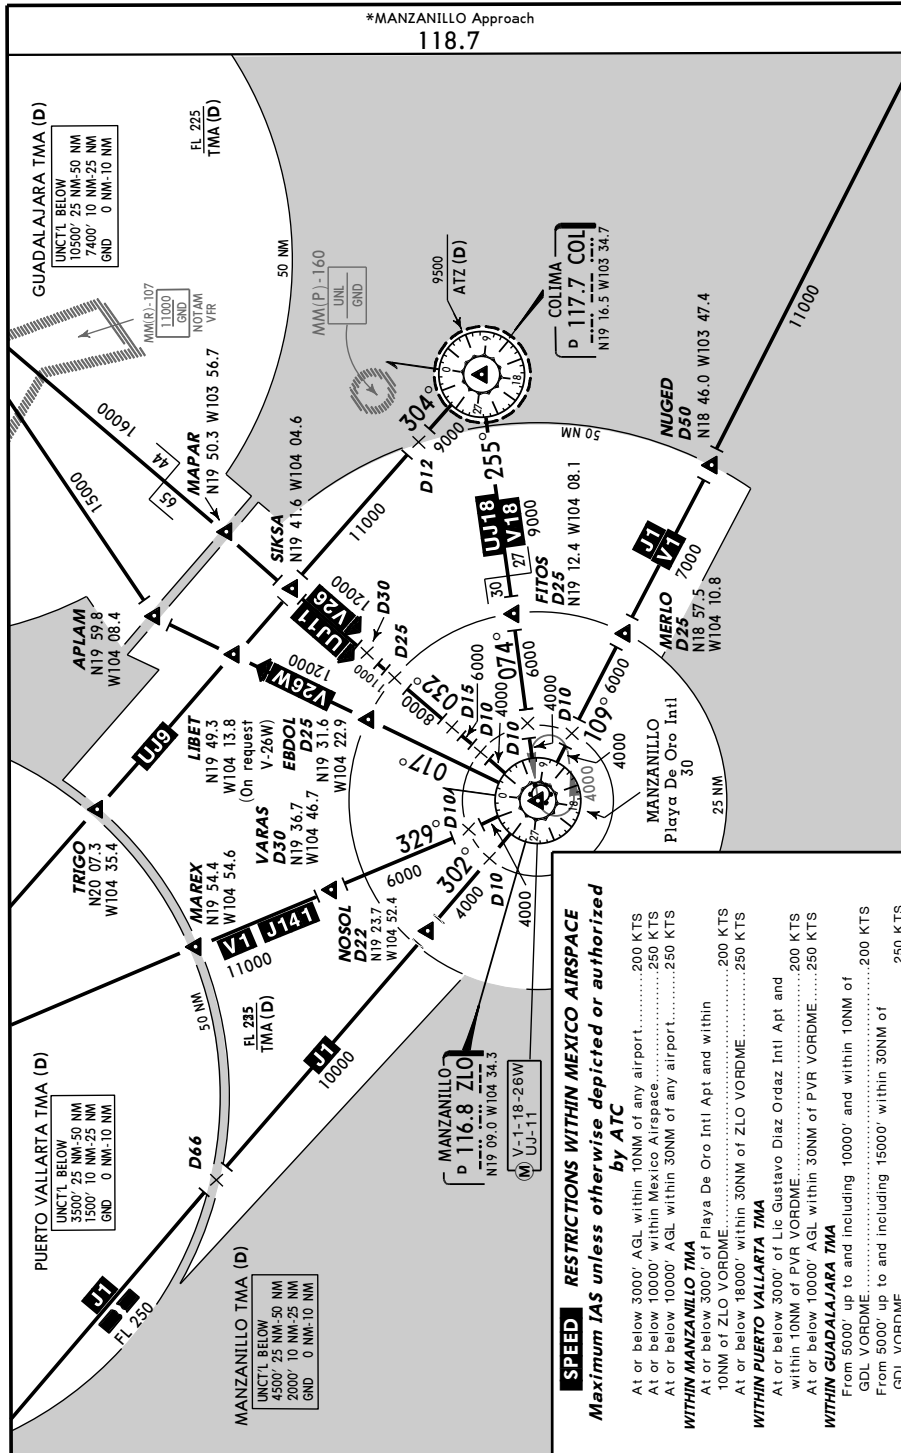 *MANZANILLO Approach
118.7
GUADALAJARA TMA (D)
UNCT'L BELOW
10500' 25 NM-50 NM
7400' 10 NM-25 NM
GND 0 NM-10 NM
FL 225
TMA (D)
50 NM
MM(R)-107
11000
GND
NOTAM
VFR
MM(P)-160
UNL
GND
9500
ATZ (D)
COLIMA
D 117.7 COL
N19 16.5 W103 34.7
16000
15000
65
44
MAPAR
N19 50.3 W103 56.7
APLAM
N19 59.8
W104 08.4
SIKSA
N19 41.6 W104 04.6
304°
9000
D12
11000
50 NM
255°
UJ18
V 18
9000
30
27
FITOS
D25
N19 12.4 W104 08.1
NUGED
D50
N18 46.0 W103 47.4
11000
J1
V1
7000
MERLO
D25
N18 57.5
W104 10.8
V26
UJ11
12000
D30
D25
11000
8000
032°
D15
6000
D10
4000
074°
6000
D10
4000
D10
109°
6000
4000
V26W
12000
017°
LIBET
N19 49.3
W104 13.8
(On request
V-26W)
EBDOL
D25
N19 31.6
W104 22.9
VARAS
D30
N19 36.7
W104 46.7
UJ9
TRIGO
N20 07.3
W104 35.4
MAREX
N19 54.4
W104 54.6
V1
J141
11000
NOSOL
D22
N19 23.7
W104 52.4
329°
6000
D10
302°
4000
D10
4000
4000
MANZANILLO
Playa De Oro Intl
30
25 NM
50 NM
TMA (D)
J1
10000
MANZANILLO
D 116.8 ZLO
N19 09.0 W104 34.3
M V-1-18-26W
UJ-11
PUERTO VALLARTA TMA (D)
UNCT'L BELOW
3500' 25 NM-50 NM
1500' 10 NM-25 NM
GND 0 NM-10 NM
D66
J1
FL 250
MANZANILLO TMA (D)
UNCT'L BELOW
4500' 25 NM-50 NM
2000' 10 NM-25 NM
GND 0 NM-10 NM
SPEED RESTRICTIONS WITHIN MEXICO AIRSPACE
Maximum IAS unless otherwise depicted or authorized
by ATC
At or below 3000' AGL within 10NM of any airport..........200 KTS
At or below 10000' within Mexico Airspace..........250 KTS
At or below 10000' AGL within 30NM of any airport..........250 KTS
WITHIN MANZANILLO TMA
At or below 3000' of Playa De Oro Intl Apt and within
10NM of ZLO VORDME..........200 KTS
At or below 18000' within 30NM of ZLO VORDME..........250 KTS
WITHIN PUERTO VALLARTA TMA
At or below 3000' of Lic Gustavo Diaz Ordaz Intl Apt and
within 10NM of PVR VORDME..........200 KTS
At or below 10000' AGL within 30NM of PVR VORDME..........250 KTS
WITHIN GUADALAJARA TMA
From 5000' up to and including 10000' and within 10NM of
GDL VORDME..........200 KTS
From 5000' up to and including 15000' within 30NM of
GDL VORDME..........250 KTS